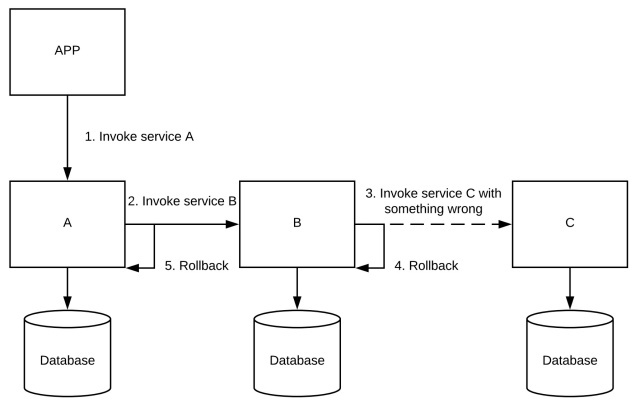 APP
1. Invoke service A
2. Invoke service B
3. Invoke service C with
something wrong
A
B
C
5. Rollback
4. Rollback
Database
Database
Database